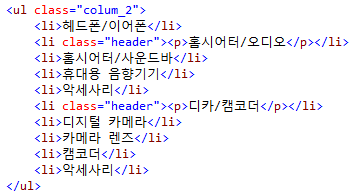 <ul class="colum_2">
<li>헤드폰/이어폰</li>
<li class="header"><p>홈시어터/오디오</p></li>
<li>홈시어터/사운드바</li>
<li>휴대용 음향기기</li>
<li>악세사리</li>
<li class="header"><p>디카/캠코더</p></li>
<li>디지털 카메라</li>
<li>카메라 렌즈</li>
<li>캠코더</li>
<li>악세사리</li>
</ul>